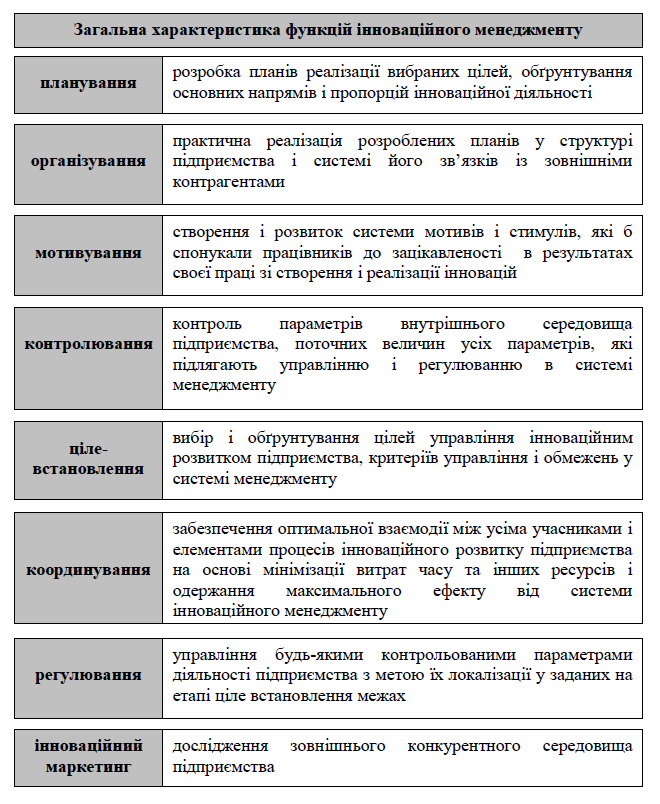 Загальна характеристика функцій інноваційного менеджменту
планування
розробка планів реалізації вибраних цілей, обґрунтування
основних напрямів і пропорцій інноваційної діяльності
організування
практична реалізація розроблених планів у структурі
підприємства і системі його зв’язків із зовнішніми
контрагентами
мотивування
створення і розвиток системи мотивів і стимулів, які б
спонукали працівників до зацікавленості в результатах
своєї праці зі створення і реалізації інновацій
контролювання
контроль параметрів внутрішнього середовища
підприємства, поточних величин усіх параметрів, які
підлягають управлінню і регулюванню в системі
менеджменту
ціле-
встановлення
вибір і обґрунтування цілей управління інноваційним
розвитком підприємства, критеріїв управління і обмежень у
системі менеджменту
координування
забезпечення оптимальної взаємодії між усіма учасниками і
елементами процесів інноваційного розвитку підприємства
на основі мінімізації витрат часу та інших ресурсів і
одержання максимального ефекту від системи
інноваційного менеджменту
регулювання
управління будь-якими контрольованими параметрами
діяльності підприємства з метою їх локалізації у заданих на
етапі ціле встановлення межах
інноваційний
маркетинг
дослідження зовнішнього конкурентного середовища
підприємства